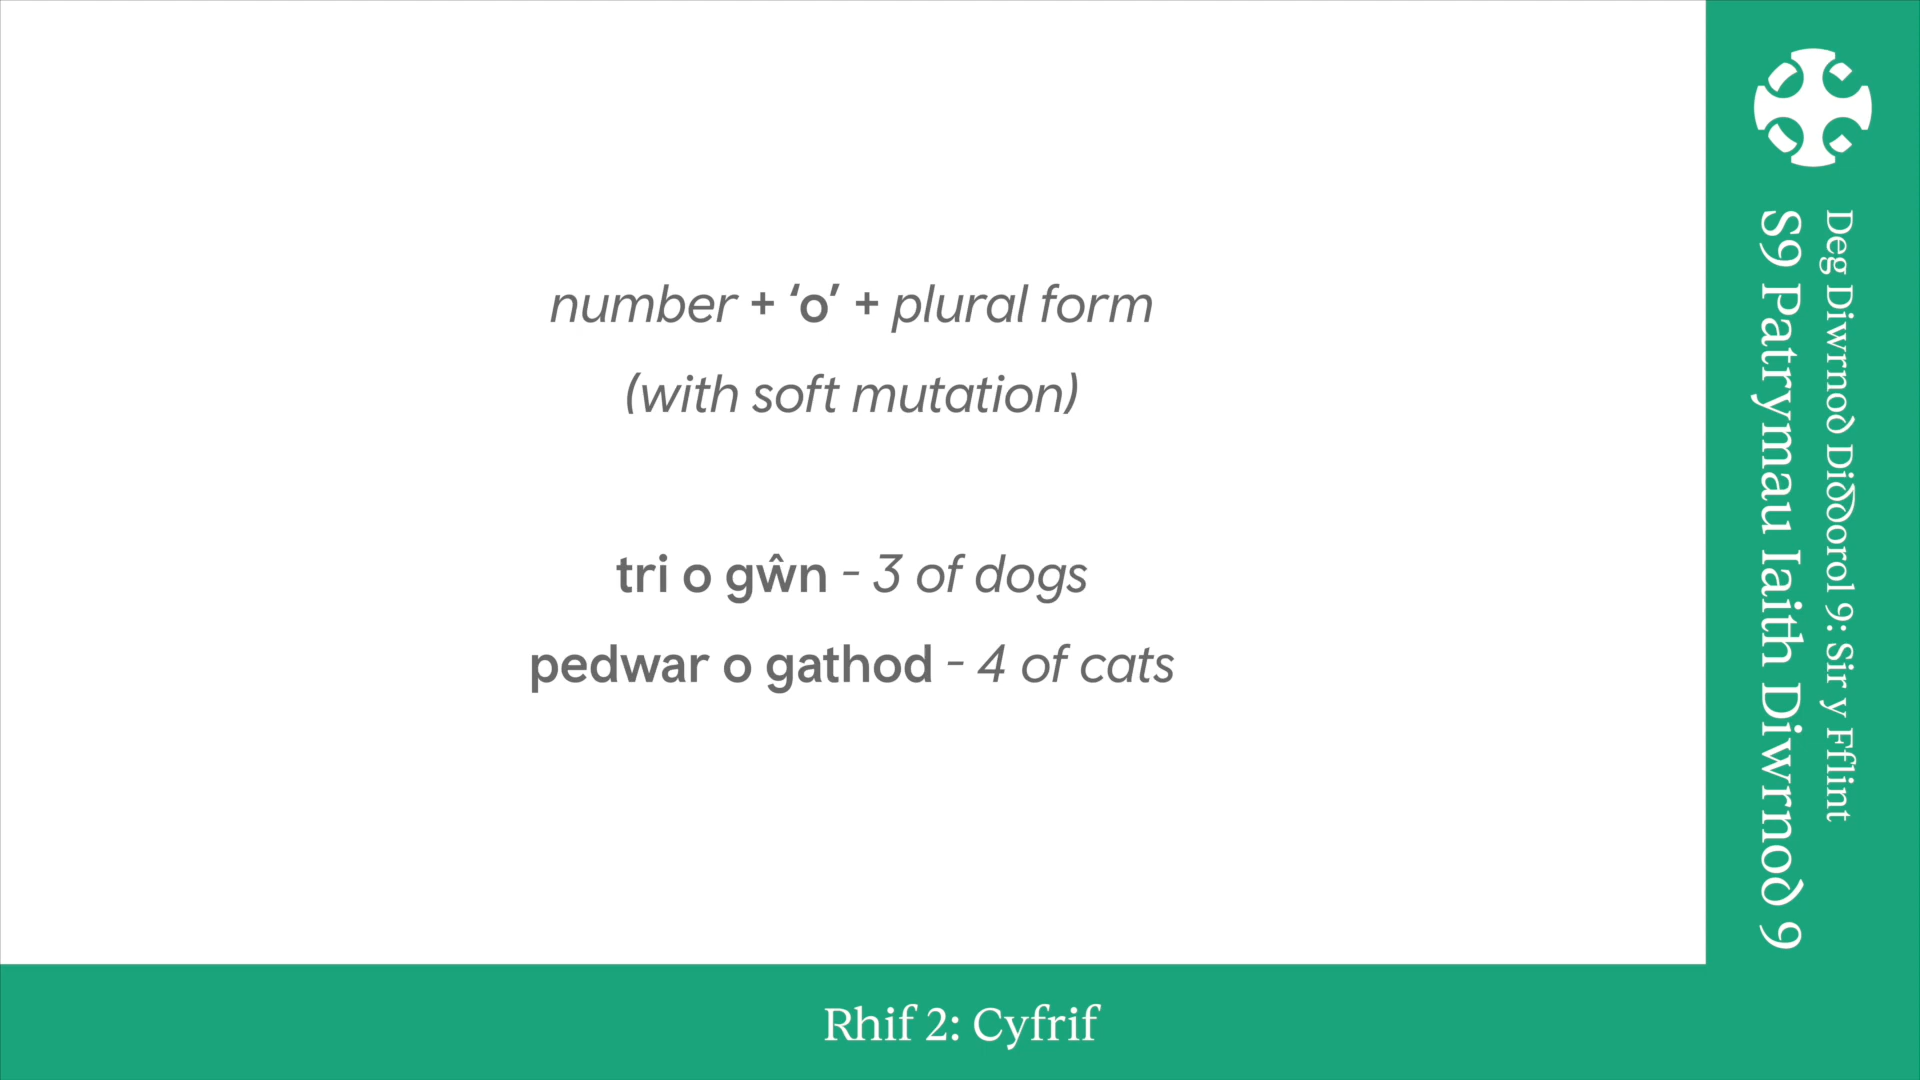 number + ‘o’ + plural form
(with soft mutation)
tri o gŵn - 3 of dogs
pedwar o gathod - 4 of cats
Deg Diwrnod Diddorol 9: Sir y Fflint
S9 Patrymau Iaith Diwrnod 9
Rhif 2: Cyfrif